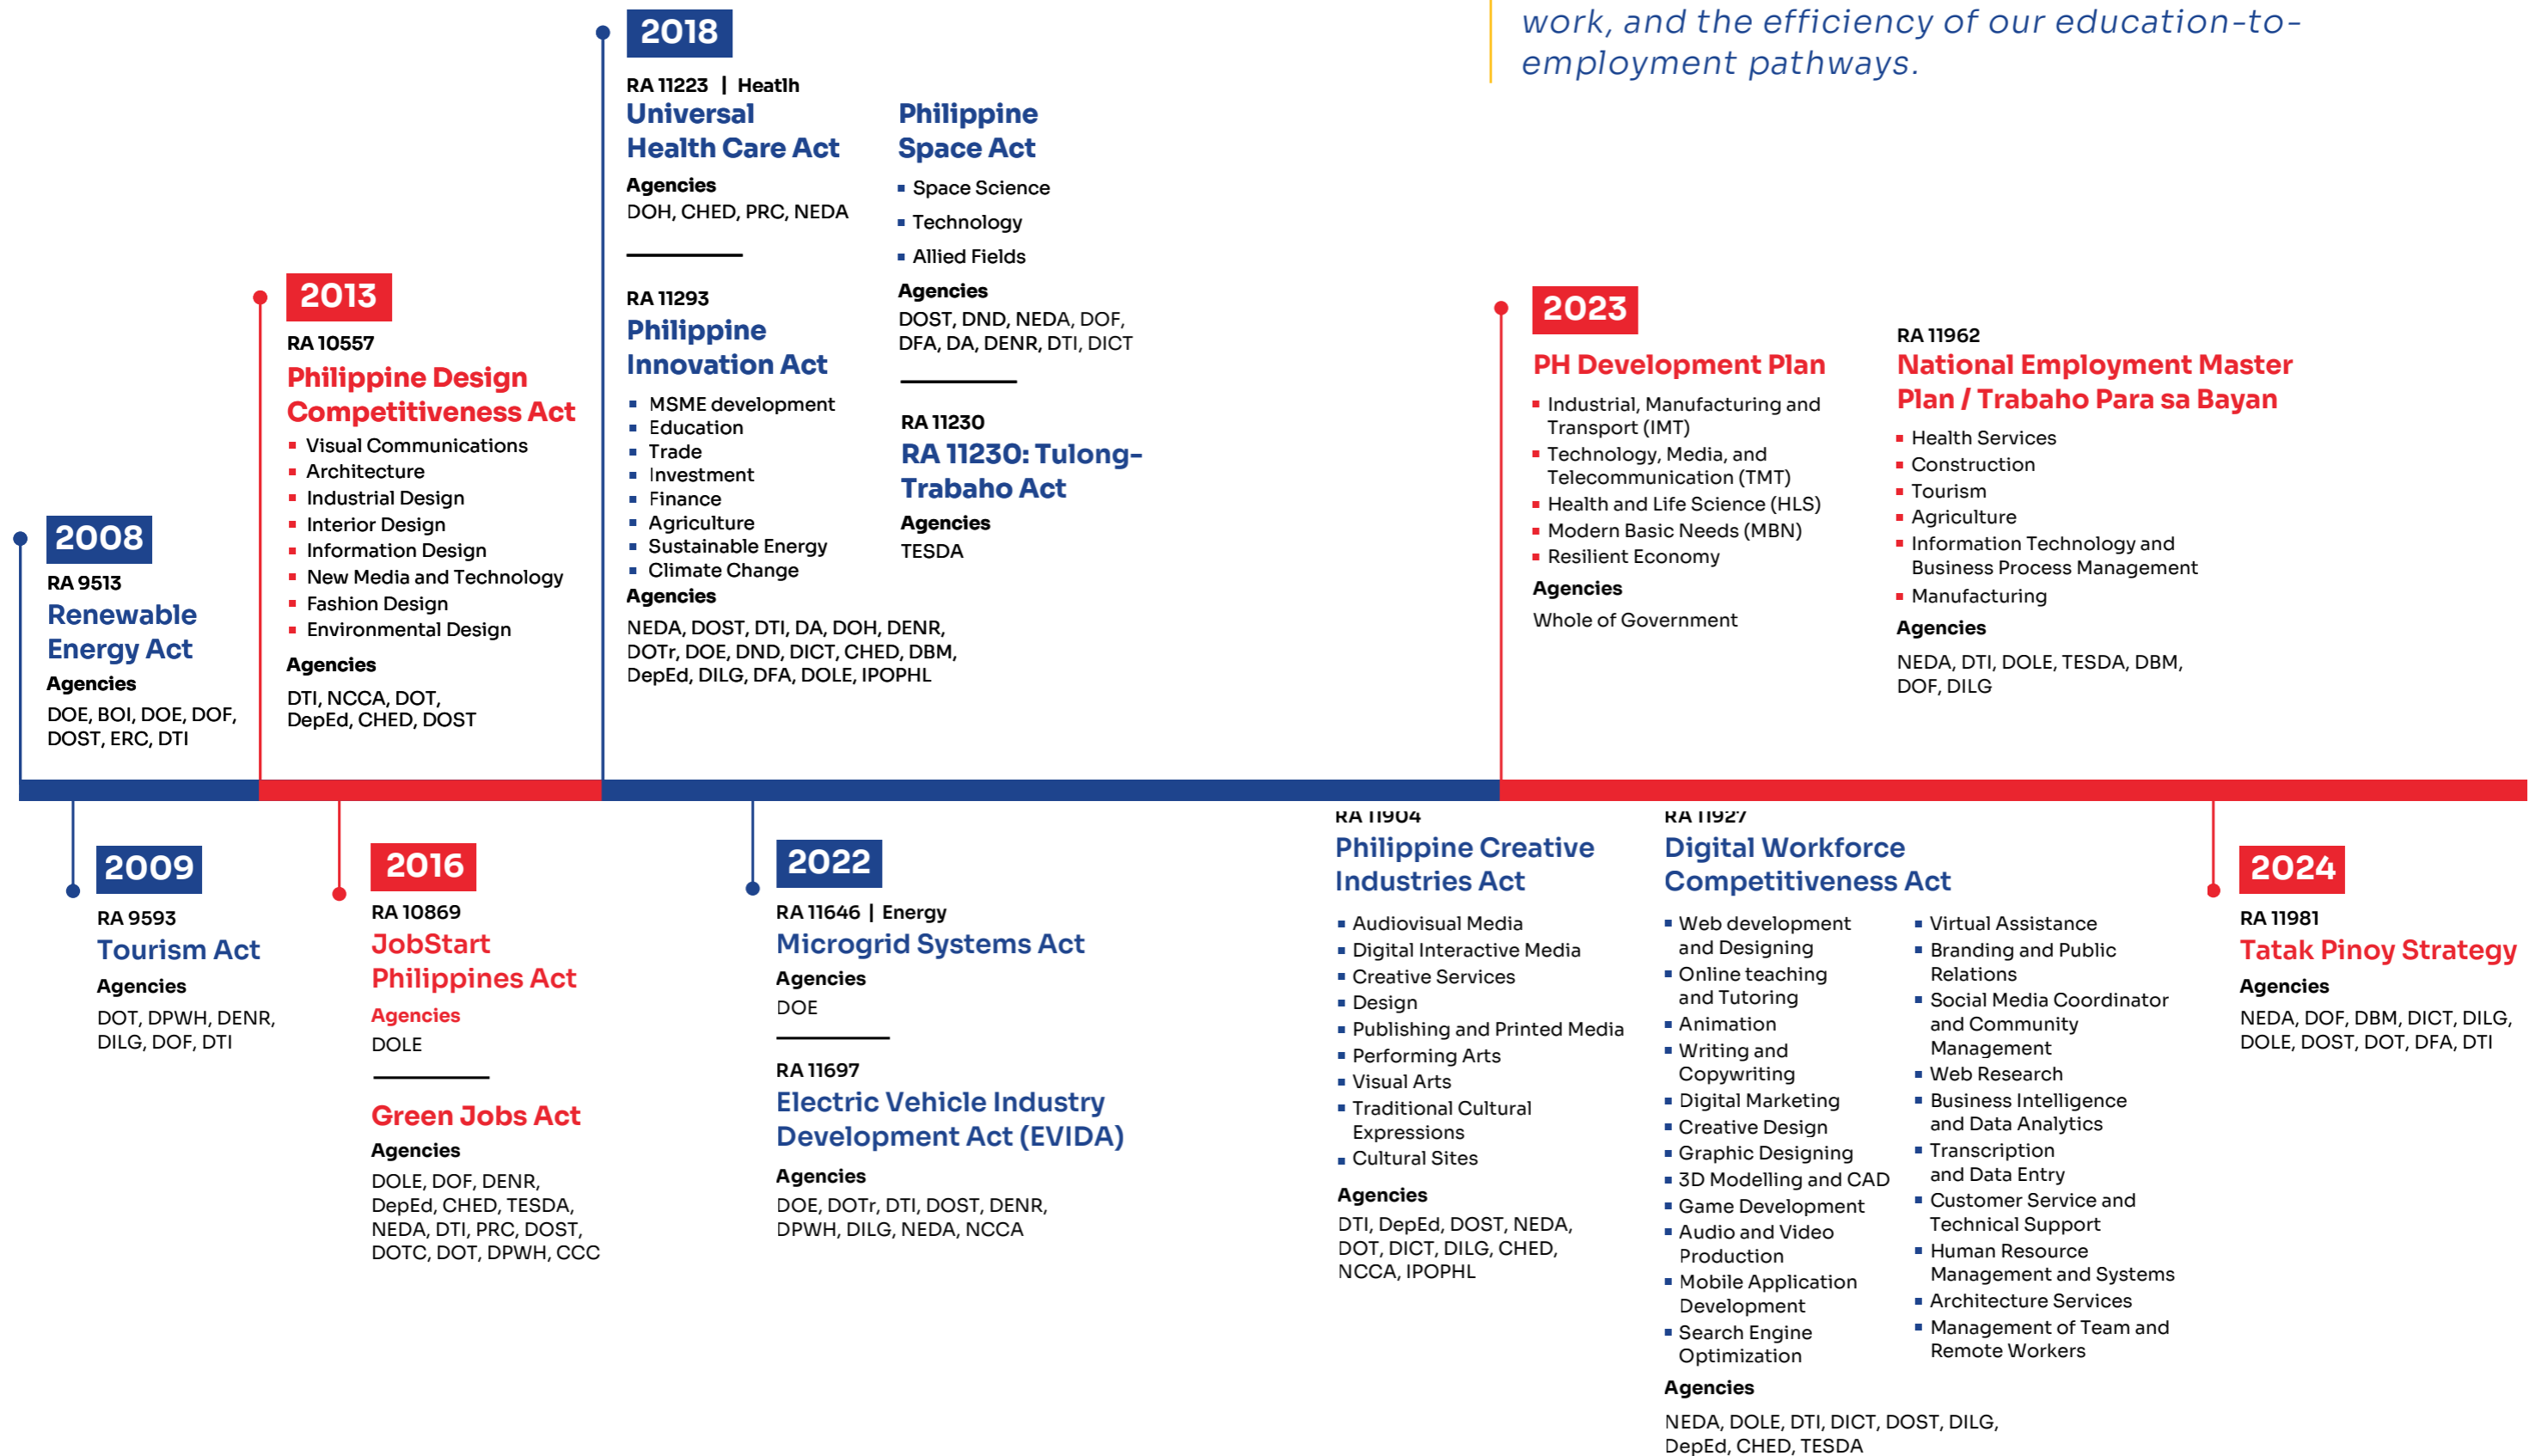 work, and the efficiency of our education-to-
employment pathways.
2018
RA 11223 | Heatlh
Universal
Health Care Act
Agencies
DOH, CHED, PRC, NEDA
RA 11293
Philippine
Innovation Act
MSME development
Education
Trade
Investment
Finance
Agriculture
Sustainable Energy
Climate Change
Agencies
NEDA, DOST, DTI, DA, DOH, DENR,
DOTr, DOE, DND, DICT, CHED, DBM,
DepEd, DILG, DFA, DOLE, IPOPHL
Philippine
Space Act
Space Science
Technology
Allied Fields
Agencies
DOST, DND, NEDA, DOF,
DFA, DA, DENR, DTI, DICT
RA 11230
RA 11230: Tulong-
Trabaho Act
Agencies
TESDA
2013
RA 10557
Philippine Design
Competitiveness Act
Visual Communications
Architecture
Industrial Design
Interior Design
Information Design
New Media and Technology
Fashion Design
Environmental Design
Agencies
DTI, NCCA, DOT,
DepEd, CHED, DOST
2008
RA 9513
Renewable
Energy Act
Agencies
DOE, BOI, DOE, DOF,
DOST, ERC, DTI
2023
PH Development Plan
Industrial, Manufacturing and
Transport (IMT)
Technology, Media, and
Telecommunication (TMT)
Health and Life Science (HLS)
Modern Basic Needs (MBN)
Resilient Economy
Agencies
Whole of Government
RA 11962
National Employment Master
Plan / Trabaho Para sa Bayan
Health Services
Construction
Tourism
Agriculture
Information Technology and
Business Process Management
Manufacturing
Agencies
NEDA, DTI, DOLE, TESDA, DBM,
DOF, DILG
2009
RA 9593
Tourism Act
Agencies
DOT, DPWH, DENR,
DILG, DOF, DTI
2016
RA 10869
JobStart
Philippines Act
Agencies
DOLE
Green Jobs Act
Agencies
DOLE, DOF, DENR,
DepEd, CHED, TESDA,
NEDA, DTI, PRC, DOST,
DOTC, DOT, DPWH, CCC
2022
RA 11646 | Energy
Microgrid Systems Act
Agencies
DOE
RA 11697
Electric Vehicle Industry
Development Act (EVIDA)
Agencies
DOE, DOTr, DTI, DOST, DENR,
DPWH, DILG, NEDA, NCCA
RA 11904
Philippine Creative
Industries Act
Audiovisual Media
Digital Interactive Media
Creative Services
Design
Publishing and Printed Media
Performing Arts
Visual Arts
Traditional Cultural
Expressions
Cultural Sites
Agencies
DTI, DepEd, DOST, NEDA,
DOT, DICT, DILG, CHED,
NCCA, IPOPHL
RA 11927
Digital Workforce
Competitiveness Act
Web development
and Designing
Online teaching
and Tutoring
Animation
Writing and
Copywriting
Digital Marketing
Creative Design
Graphic Designing
3D Modelling and CAD
Game Development
Audio and Video
Production
Mobile Application
Development
Search Engine
Optimization
Virtual Assistance
Branding and Public
Relations
Social Media Coordinator
and Community
Management
Web Research
Business Intelligence
and Data Analytics
Transcription
and Data Entry
Customer Service and
Technical Support
Human Resource
Management and Systems
Architecture Services
Management of Team and
Remote Workers
Agencies
NEDA, DOLE, DTI, DICT, DOST, DILG,
DepEd, CHED, TESDA
2024
RA 11981
Tatak Pinoy Strategy
Agencies
NEDA, DOF, DBM, DICT, DILG,
DOLE, DOST, DOT, DFA, DTI